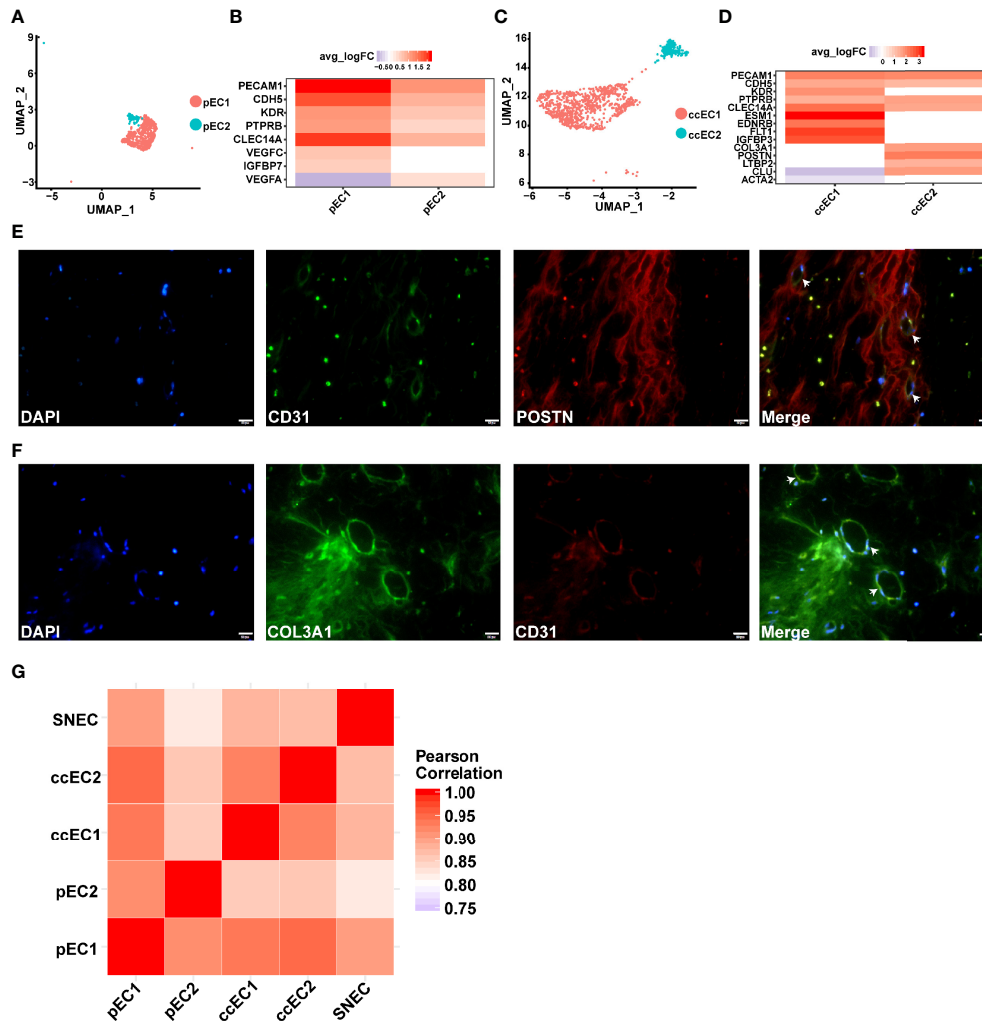 A
UMAP_2
9
6
3
0
−3
−5
0
5
UMAP_1
pEC1
pEC2
B
avg_logFC
−0.50 0.5 1 1.5 2
PECAM1
CDH5
KDR
PTPRB
CLEC14A
VEGFC
IGFBP7
VEGFA
pEC1
pEC2
C
UMAP_2
16
14
12
10
8
6
−6
−5
−4
−3
−2
UMAP_1
ccEC1
ccEC2
D
avg_logFC
0 1 2 3
PECAM1
CDH5
KDR
PTPRB
CLEC14A
ESM1
EDNRB
FLT1
IGFBP3
COL3A1
POSTN
LTBP2
CLU
ACTA2
ccEC1
ccEC2
E
DAPI
CD31
POSTN
Merge
F
DAPI
COL3A1
CD31
Merge
G
SNEC
ccEC2
ccEC1
pEC2
pEC1
pEC1
pEC2
ccEC1
ccEC2
SNEC
Pearson
Correlation
1.00
0.95
0.90
0.85
0.80
0.75